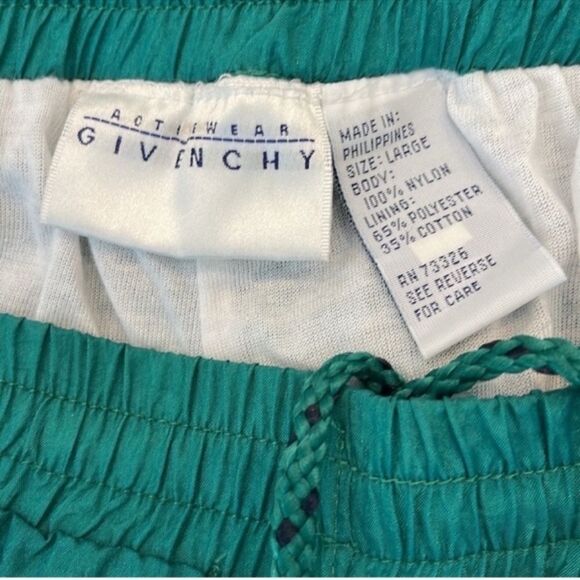 ACTIVEWEAR
GIVENCHY
MADE IN:
PHILIPPINES
SIZE: LARGE
BODY:
100% NYLON
LINING:
65% POLYESTER
35% COTTON
RN 73326
SEE REVERSE
FOR CARE